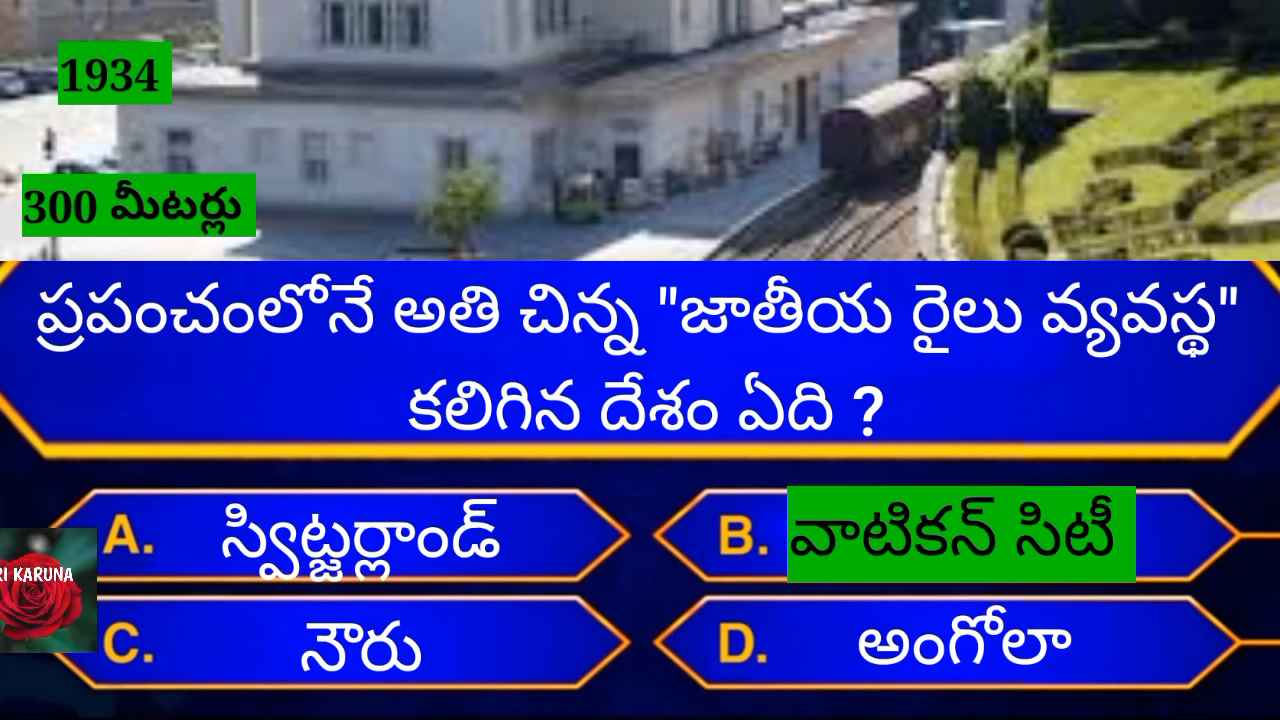 1934
300 మీటర్లు
ప్రపంచంలోనే అతి చిన్న "జాతీయ రైలు వ్యవస్థ"
కలిగిన దేశం ఏది ?
A. స్విట్జర్లాండ్
B. వాటికన్ సిటీ
RI KARUNA
C. నౌరు
D. అంగోలా